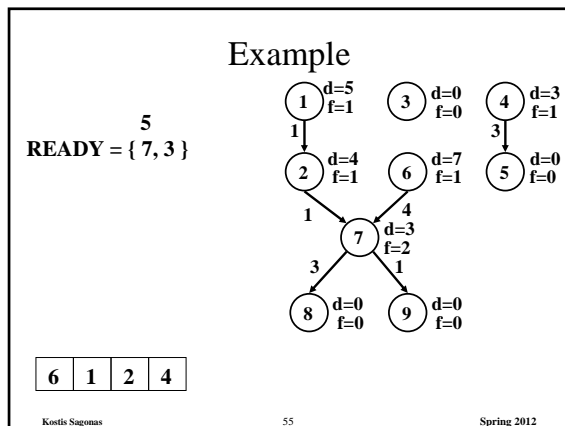 Example
5
READY = { 7, 3 }
1 d=5
f=1
3 d=0
f=0
4 d=3
f=1
1
3
2 d=4
f=1
6 d=7
f=1
5 d=0
f=0
1
4
7 d=3
f=2
3
1
8 d=0
f=0
9 d=0
f=0
6 1 2 4
Kostis Sagonas 55 Spring 2012